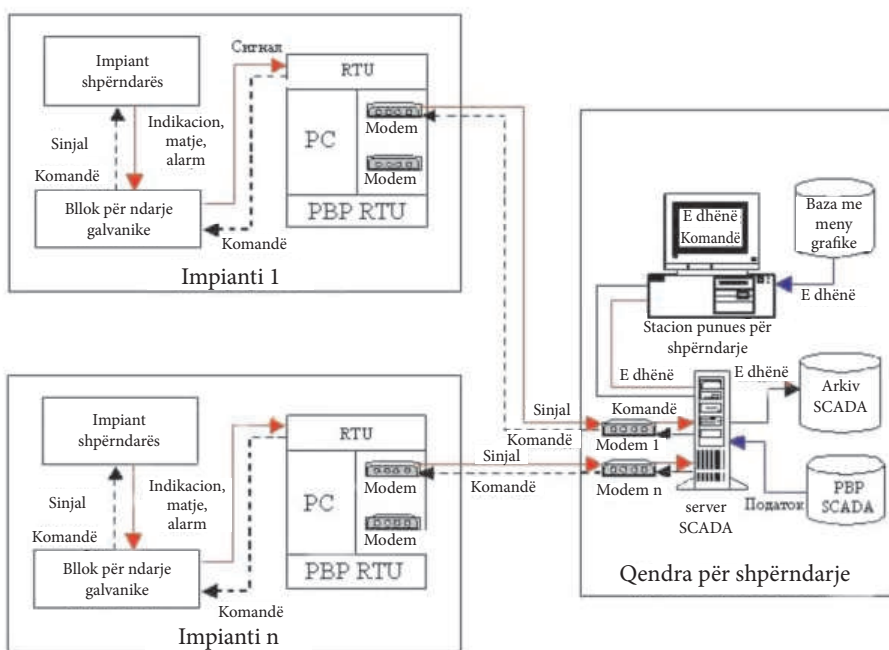 Impiant
shpërndarës
Сигнал
RTU
Indikacion,
matje,
alarm
Sinjal
Komandë
PC
Modem
Modem
Bllok për ndarje
galvanike
PBP RTU
Komandë
Impianti 1
E dhënë
Komandë
Baza me
meny
grafike
E dhënë
Stacion punues për
shpërndarje
E dhënë
E dhënë
Arkiv
SCADA
Sinjal
Komandë
Komandë
Modem 1
Sinjal
Komandë
Modem n
server
SCADA
Податок
PBP
SCADA
Qendra për shpërndarje
Impiant
shpërndarës
RTU
Indikacion,
matje,
alarm
Sinjal
Komandë
PC
Modem
Modem
Bllok për ndarje
galvanike
PBP RTU
Komandë
Impianti n